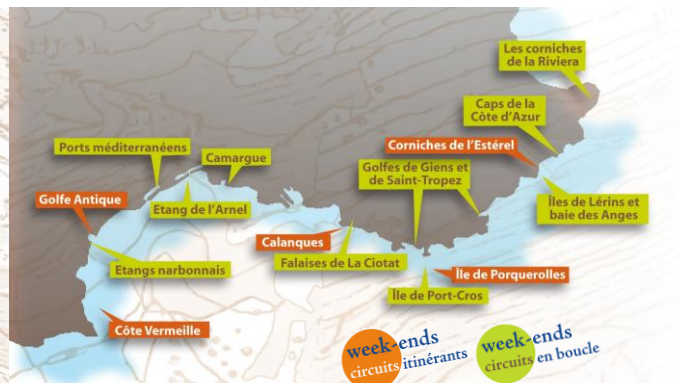 Les corniches
de la Riviera
Caps de la
Côte d'Azur
Corniches de l'Estérel
Ports méditerranéens
Camargue
Golfes de Giens et
de Saint-Tropez
Golfe Antique
Etang de l'Arnel
Îles de Lérins et
baie des Anges
Calanques
Falaises de La Ciotat
Etangs narbonnais
Île de Porquerolles
Île de Port-Cros
Côte Vermeille
week-ends
circuits itinérants
week-ends
circuits en boucle